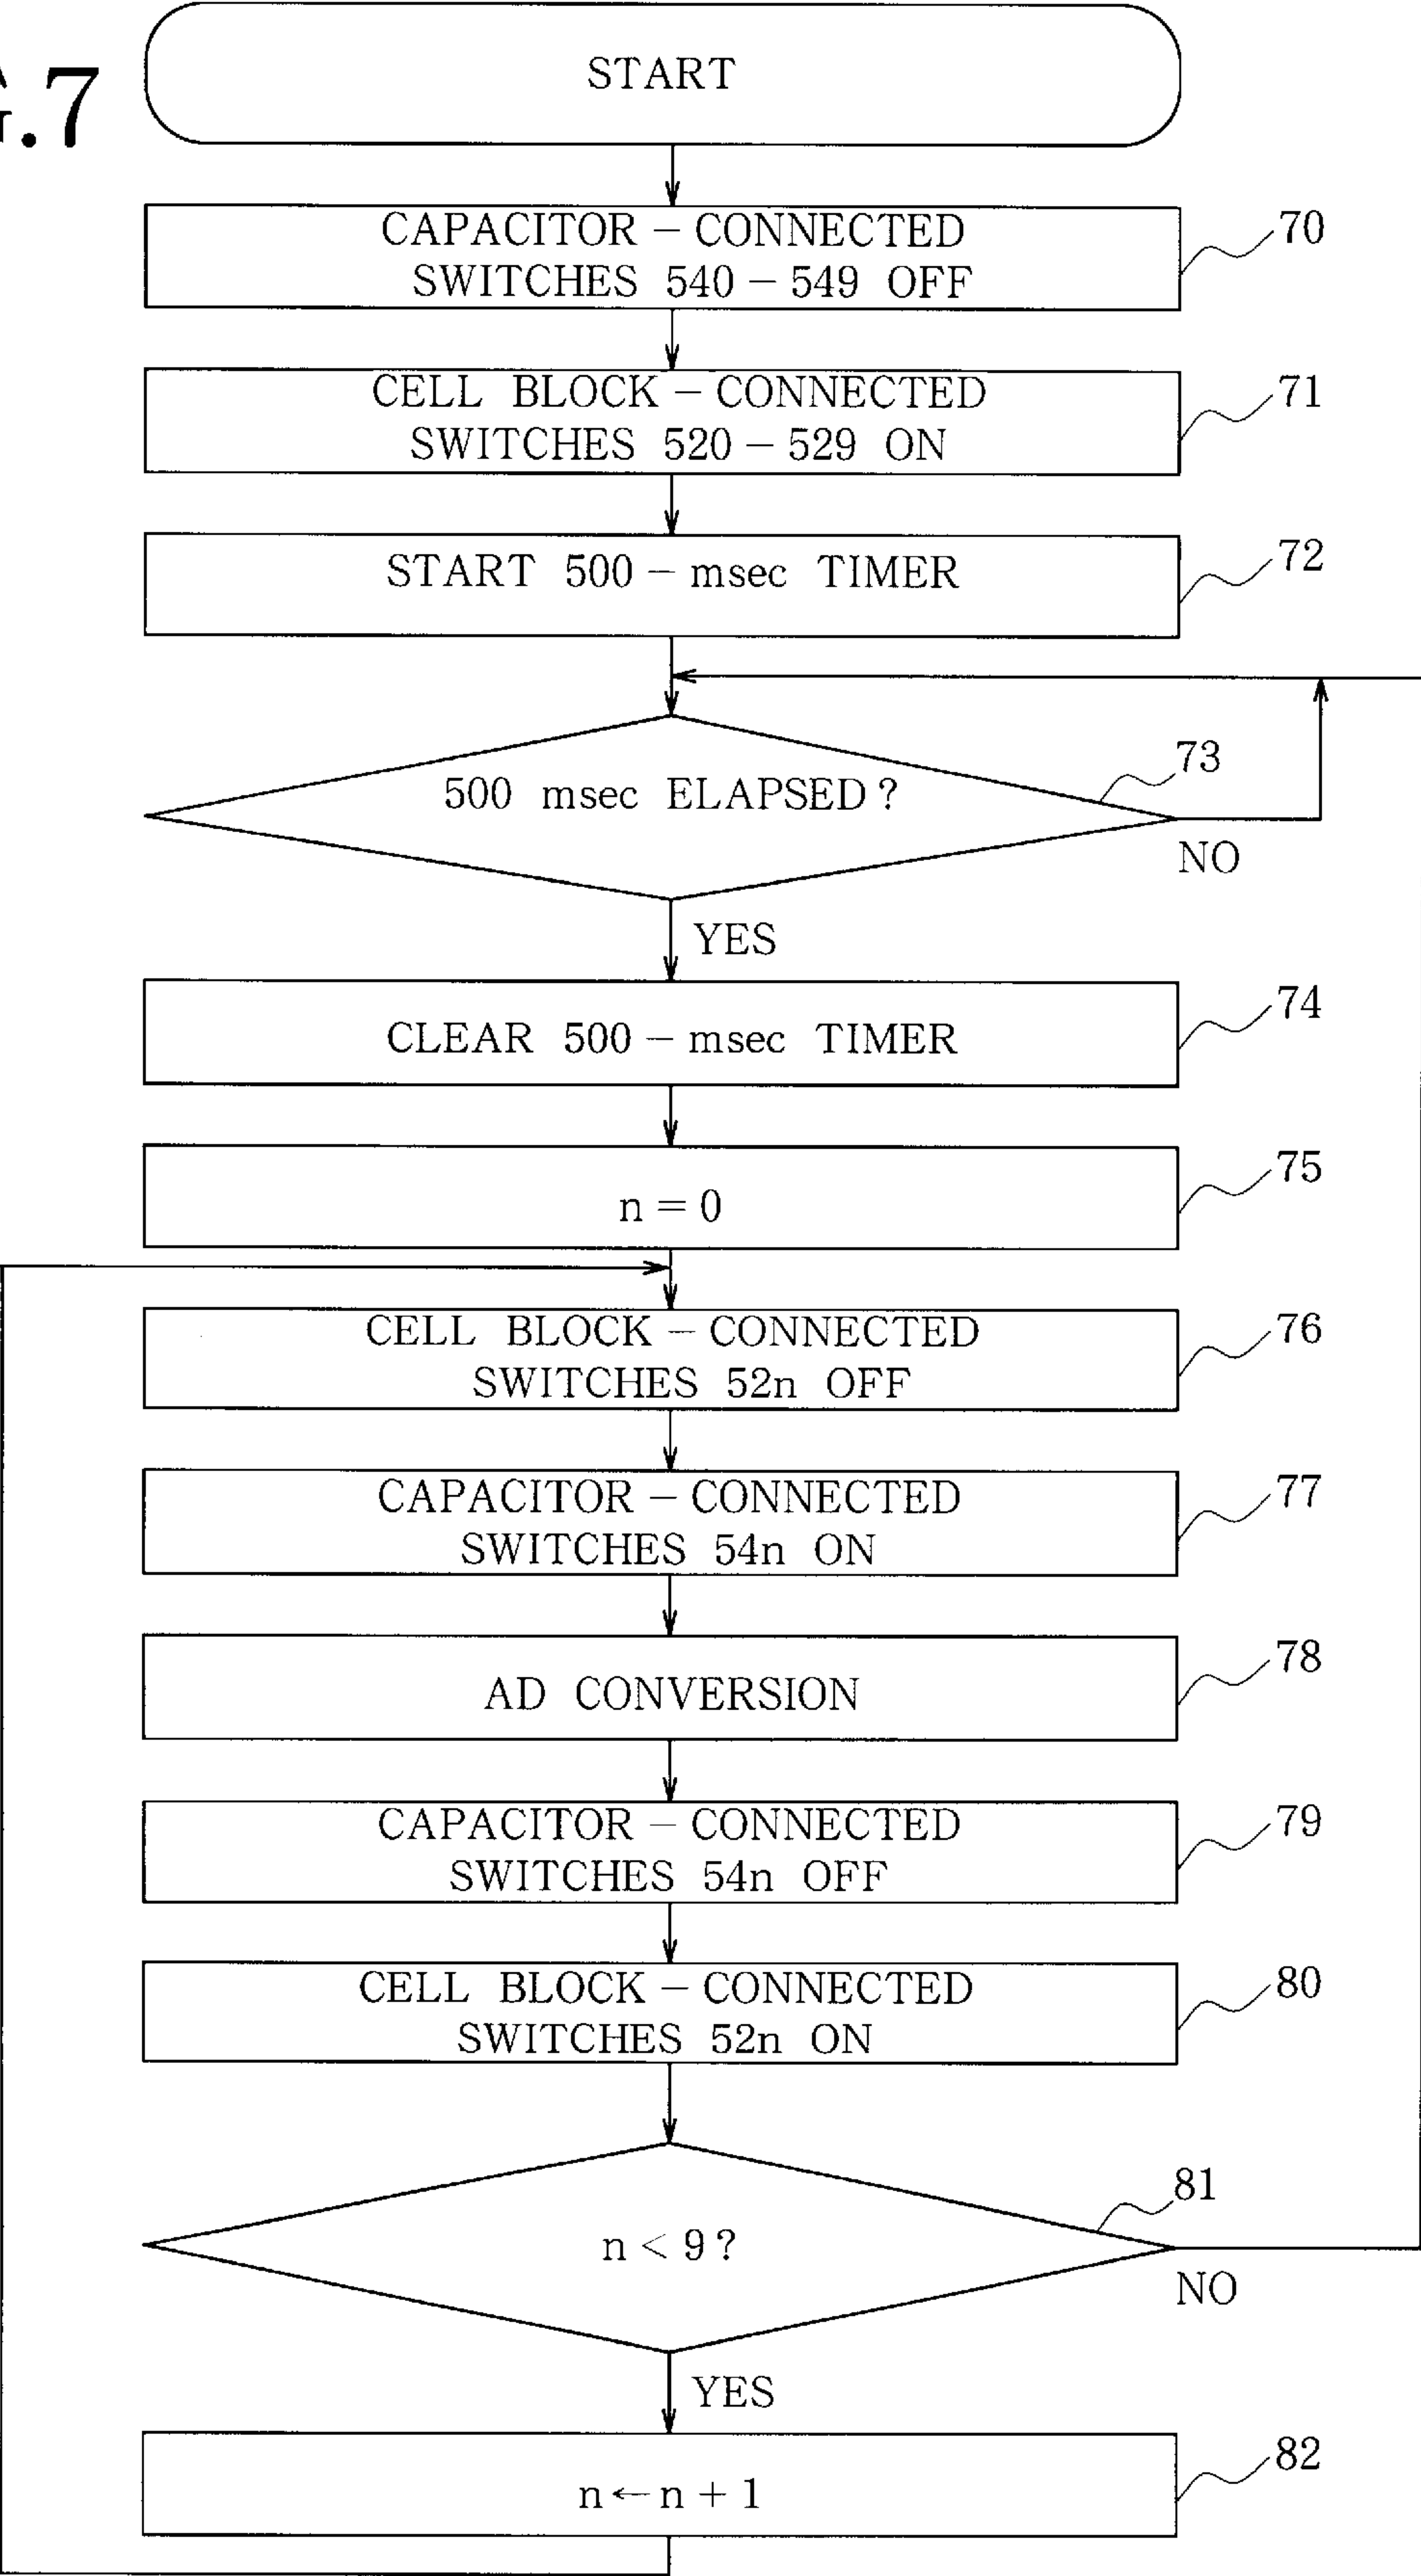 G.7
START
CAPACITOR – CONNECTED
SWITCHES 540 – 549 OFF
70
CELL BLOCK – CONNECTED
SWITCHES 520 – 529 ON
71
START 500 – msec TIMER
72
500 msec ELAPSED ?
73
NO
YES
CLEAR 500 – msec TIMER
74
n = 0
75
CELL BLOCK – CONNECTED
SWITCHES 52n OFF
76
CAPACITOR – CONNECTED
SWITCHES 54n ON
77
AD CONVERSION
78
CAPACITOR – CONNECTED
SWITCHES 54n OFF
79
CELL BLOCK – CONNECTED
SWITCHES 52n ON
80
n < 9 ?
81
NO
YES
n ← n + 1
82